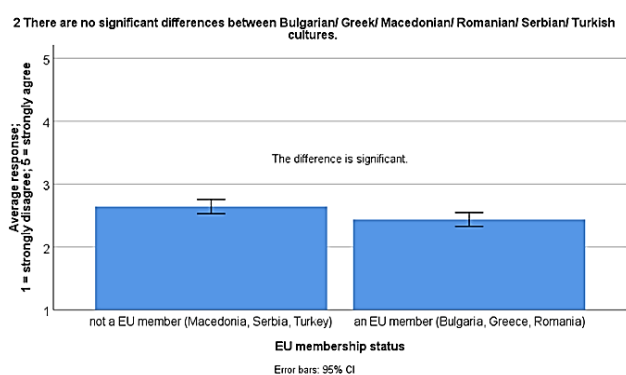 2 There are no significant differences between Bulgarian/ Greek/ Macedonian/ Romanian/ Serbian/ Turkish
cultures.
Average response;
1 = strongly disagree; 5 = strongly agree
5
4
The difference is significant.
3
2
1
not a EU member (Macedonia, Serbia, Turkey) an EU member (Bulgaria, Greece, Romania)
EU membership status
Error bars: 95% CI